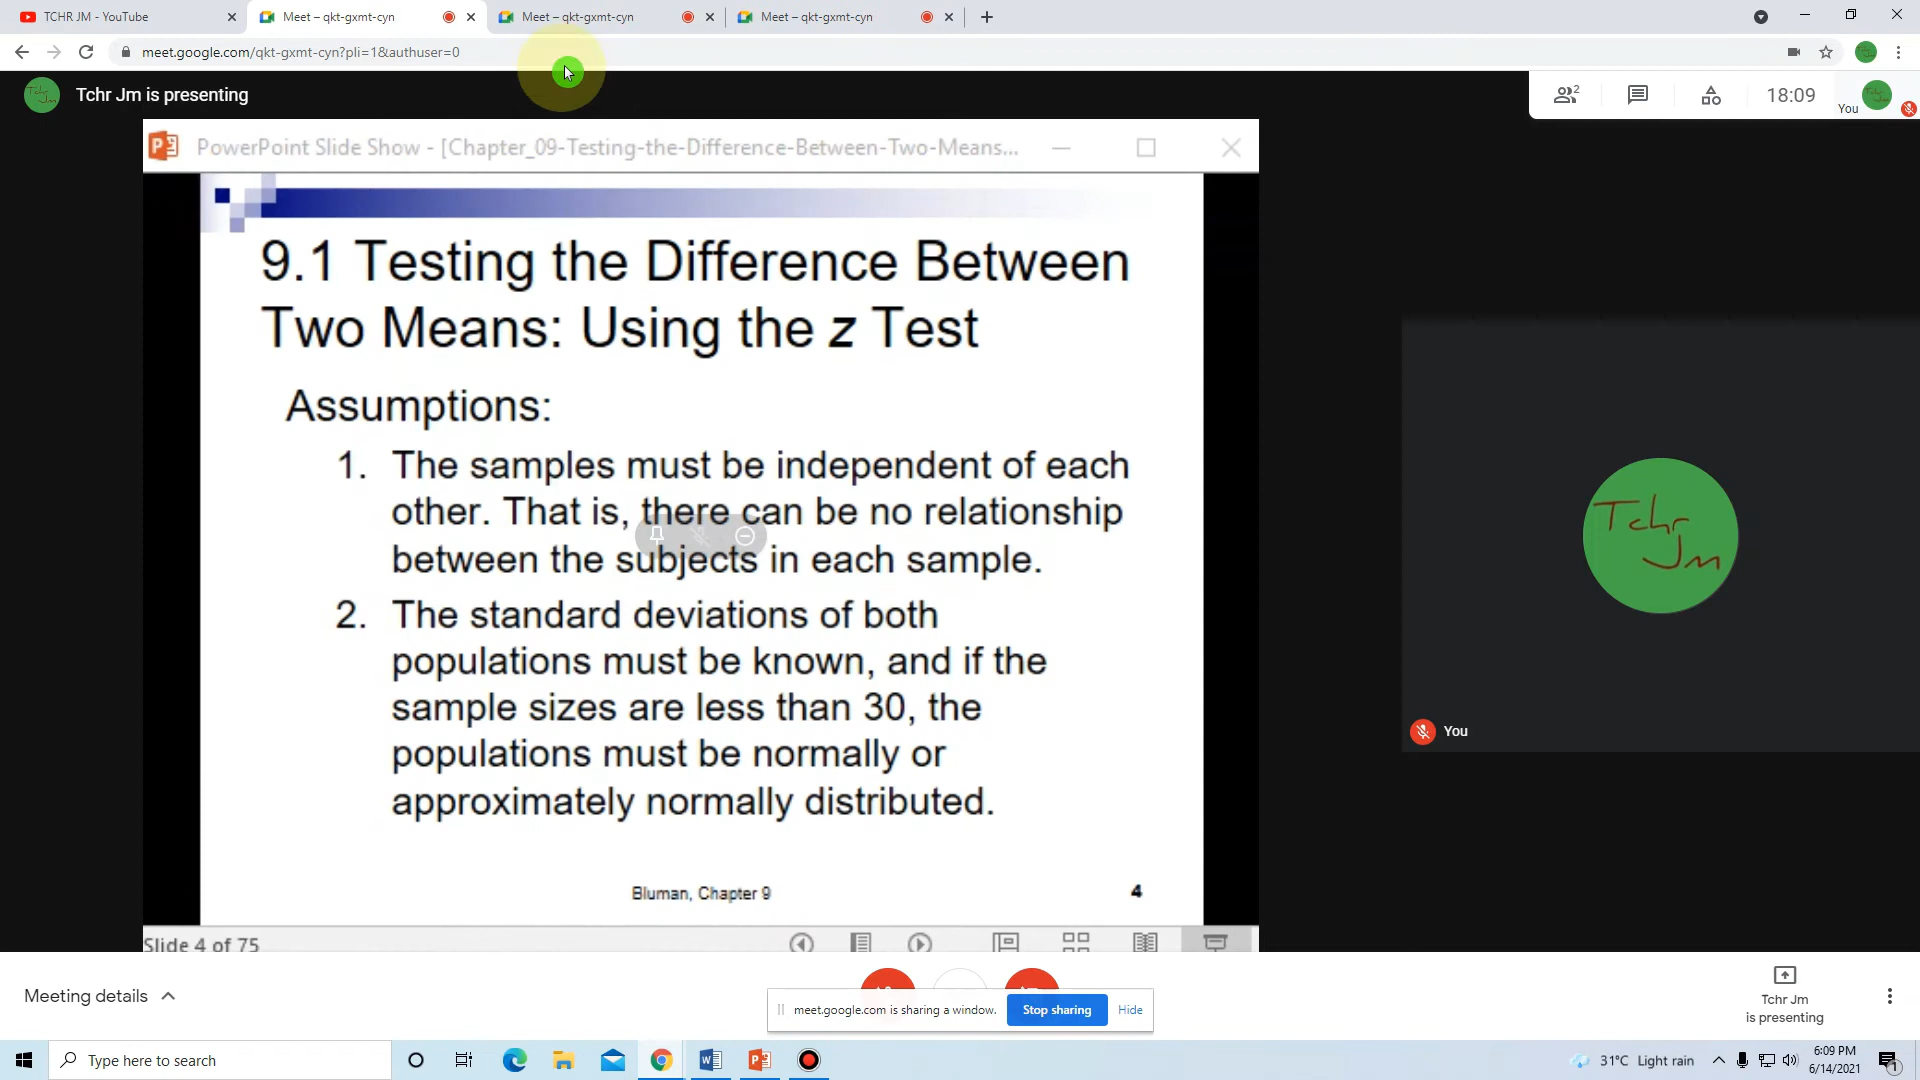 TCHR JM - YouTube
Meet – qkt-gxmt-cyn
Meet – qkt-gxmt-cyn
Meet – qkt-gxmt-cyn
meet.google.com/qkt-gxmt-cyn?pli=1&authuser=0
Tchr Jm is presenting
2
18:09
You
PowerPoint Slide Show - [Chapter_09-Testing-the-Difference-Between-Two-Means...
9.1 Testing the Difference Between
Two Means: Using the z Test
Assumptions:
1. The samples must be independent of each
other. That is, there can be no relationship
between the subjects in each sample.
2. The standard deviations of both
populations must be known, and if the
sample sizes are less than 30, the
populations must be normally or
approximately normally distributed.
Bluman, Chapter 9
4
Slide 4 of 75
Tchr
Jm
You
Meeting details
meet.google.com is sharing a window.
Stop sharing
Hide
Tchr Jm
is presenting
Type here to search
31°C Light rain
6:09 PM
6/14/2021
1